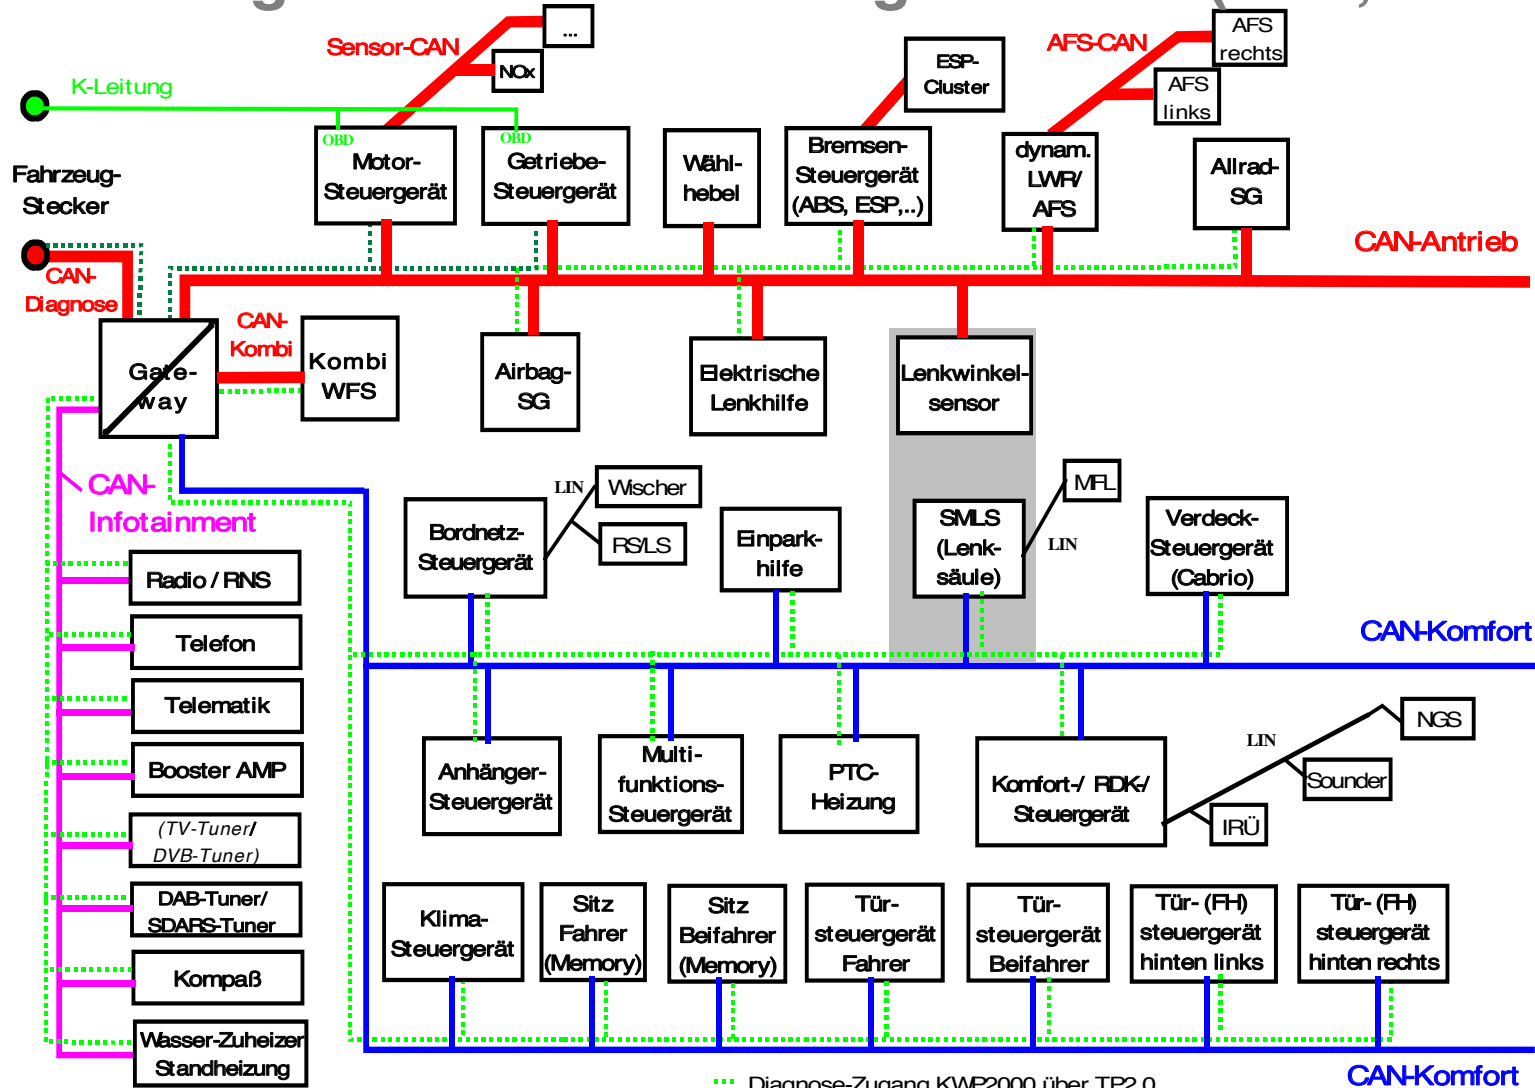 Sensor-CAN
...
NOx
AFS-CAN
AFS
rechts
AFS
links
ESP-
Cluster
K-Leitung
OBD
OBD
Motor-
Steuergerät
Getriebe-
Steuergerät
Wähl-
hebel
Bremsen-
Steuergerät
(ABS, ESP,..)
dynam.
LWR/
AFS
Allrad-
SG
Fahrzeug-
Stecker
CAN-Antrieb
CAN-
Diagnose
CAN-
Kombi
Gate-
way
Kombi
WFS
Airbag-
SG
Elektrische
Lenkhilfe
Lenkwinkel-
sensor
CAN-
Infotainment
Bordnetz-
Steuergerät
LIN
Wischer
RS/LS
Einpark-
hilfe
SMLS
(Lenk-
säule)
MFL
LIN
Verdeck-
Steuergerät
(Cabrio)
CAN-Komfort
Radio / RNS
Telefon
Telematik
Booster AMP
(TV-Tuner/
DVB-Tuner)
DAB-Tuner/
SDARS-Tuner
Kompaß
Wasser-Zuheizer
Standheizung
Anhänger-
Steuergerät
Multi-
funktions-
Steuergerät
PTC-
Heizung
Komfort-/ RDK-/
Steuergerät
LIN
NGS
Sounder
IRÜ
Klima-
Steuergerät
Sitz
Fahrer
(Memory)
Sitz
Beifahrer
(Memory)
Tür-
steuergerät
Fahrer
Tür-
steuergerät
Beifahrer
Tür- (FH)
steuergerät
hinten links
Tür- (FH)
steuergerät
hinten rechts
CAN-Komfort
Diagnose-Zugang KWP2000 über TP2.0